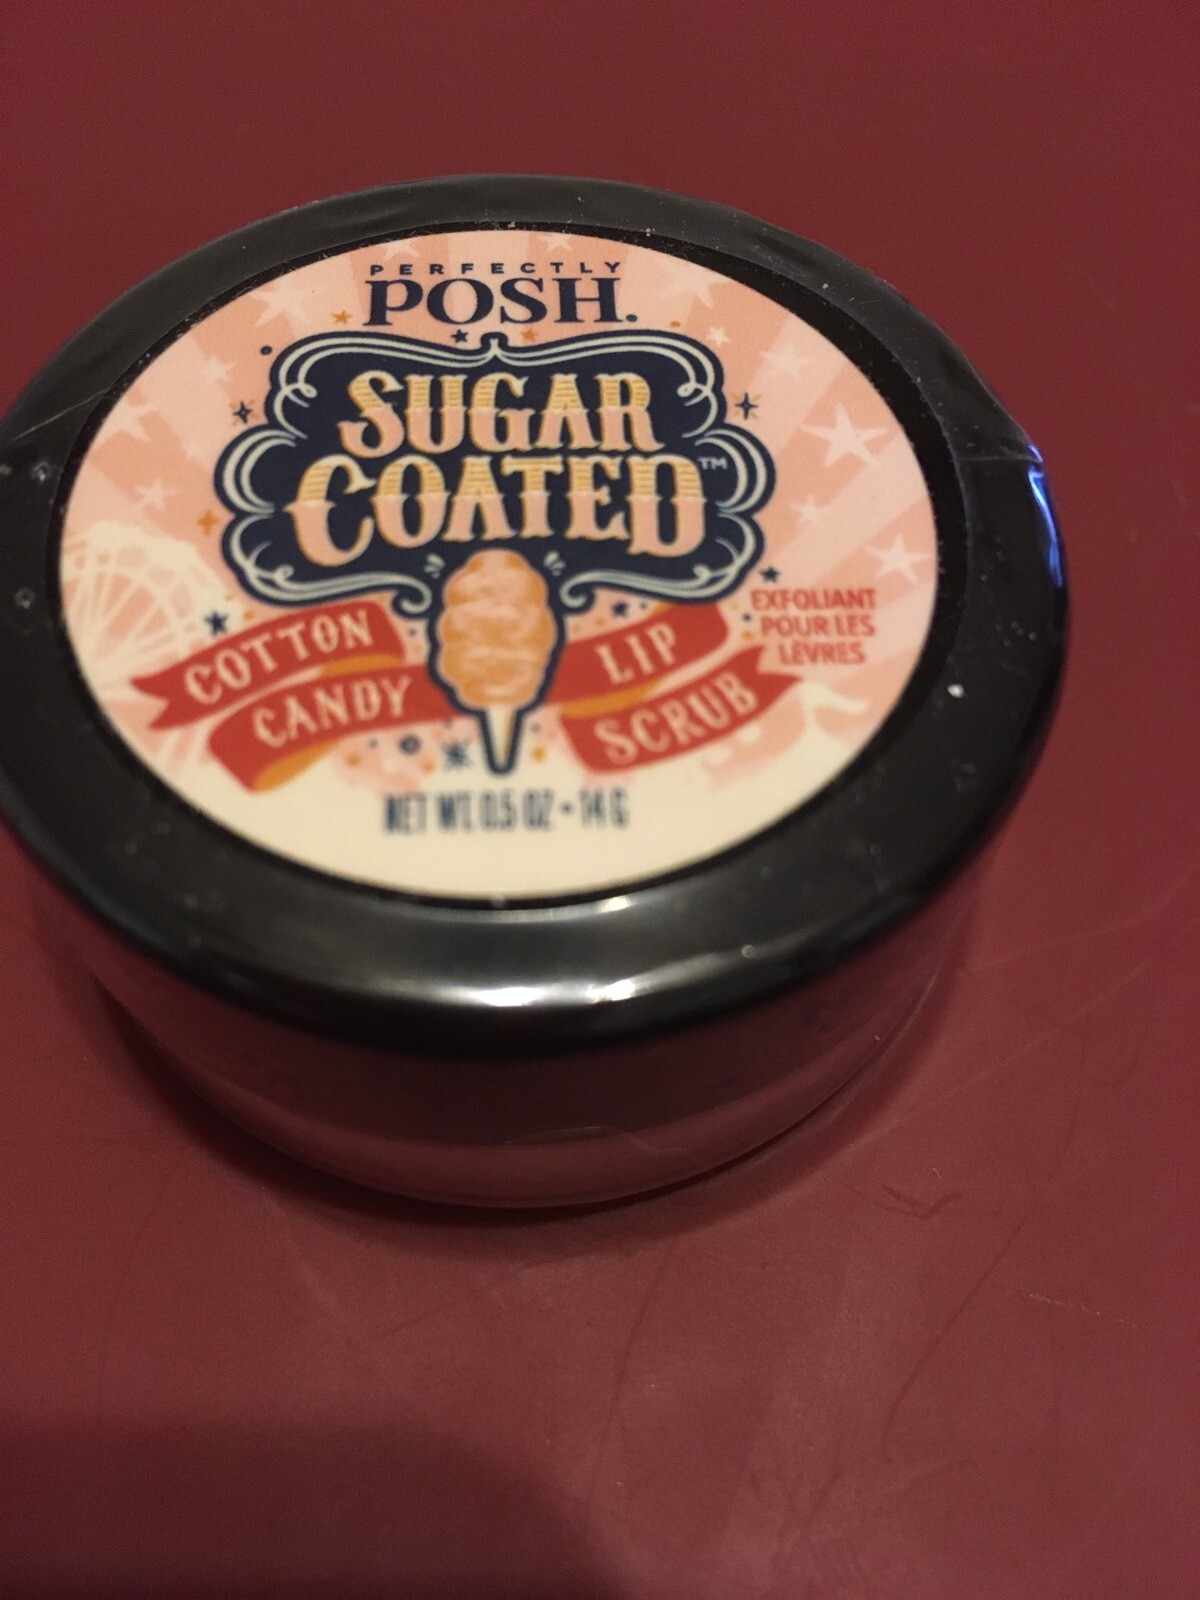 PERFECTLY
POSH.
SUGAR
COATED™
COTTON
CANDY
LIP
SCRUB
EXFOLIANT
POUR LES
LÈVRES
NET WT. 0.5 OZ • 14 G